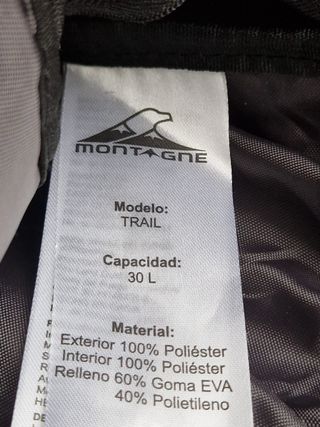 MONTAGNE
Modelo:
TRAIL
Capacidad:
30 L
Material:
Exterior 100% Poliéster
Interior 100% Poliéster
Relleno 60% Goma EVA
40% Polietileno